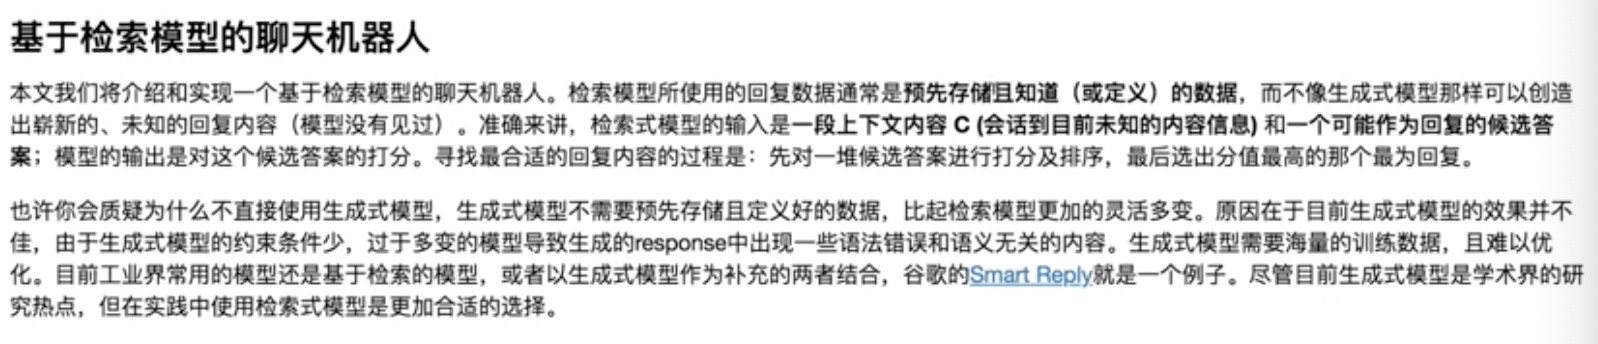 基于检索模型的聊天机器人
本文我们将介绍和实现一个基于检索模型的聊天机器人。检索模型所使用的回复数据通常是预先存储且知道（或定义）的数据，而不像生成式模型那样可以创造
出崭新的、未知的回复内容（模型没有见过）。准确来讲，检索式模型的输入是一段上下文内容 C (会话到目前未知的内容信息) 和一个可能作为回复的候选答
案；模型的输出是对这个候选答案的打分。寻找最合适的回复内容的过程是：先对一堆候选答案进行打分及排序，最后选出分值最高的那个最为回复。
也许你会质疑为什么不直接使用生成式模型，生成式模型不需要预先存储且定义好的数据，比起检索模型更加的灵活多变。原因在于目前生成式模型的效果并不
佳，由于生成式模型的约束条件少，过于多变的模型导致生成的response中出现一些语法错误和语义无关的内容。生成式模型需要海量的训练数据，且难以优
化。目前工业界常用的模型还是基于检索的模型，或者以生成式模型作为补充的两者结合，谷歌的Smart Reply就是一个例子。尽管目前生成式模型是学术界的研
究热点，但在实践中使用检索式模型是更加合适的选择。